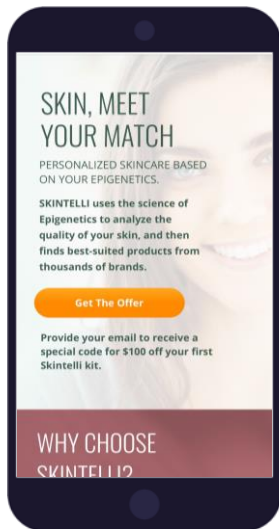 SKIN, MEET
YOUR MATCH
PERSONALIZED SKINCARE BASED
ON YOUR EPIGENETICS.
SKINTELLI uses the science of
Epigenetics to analyze the
quality of your skin, and then
finds best-suited products from
thousands of brands.
Get The Offer
Provide your email to receive a
special code for $100 off your first
Skintelli kit.
WHY CHOOSE
SKINTELLI?